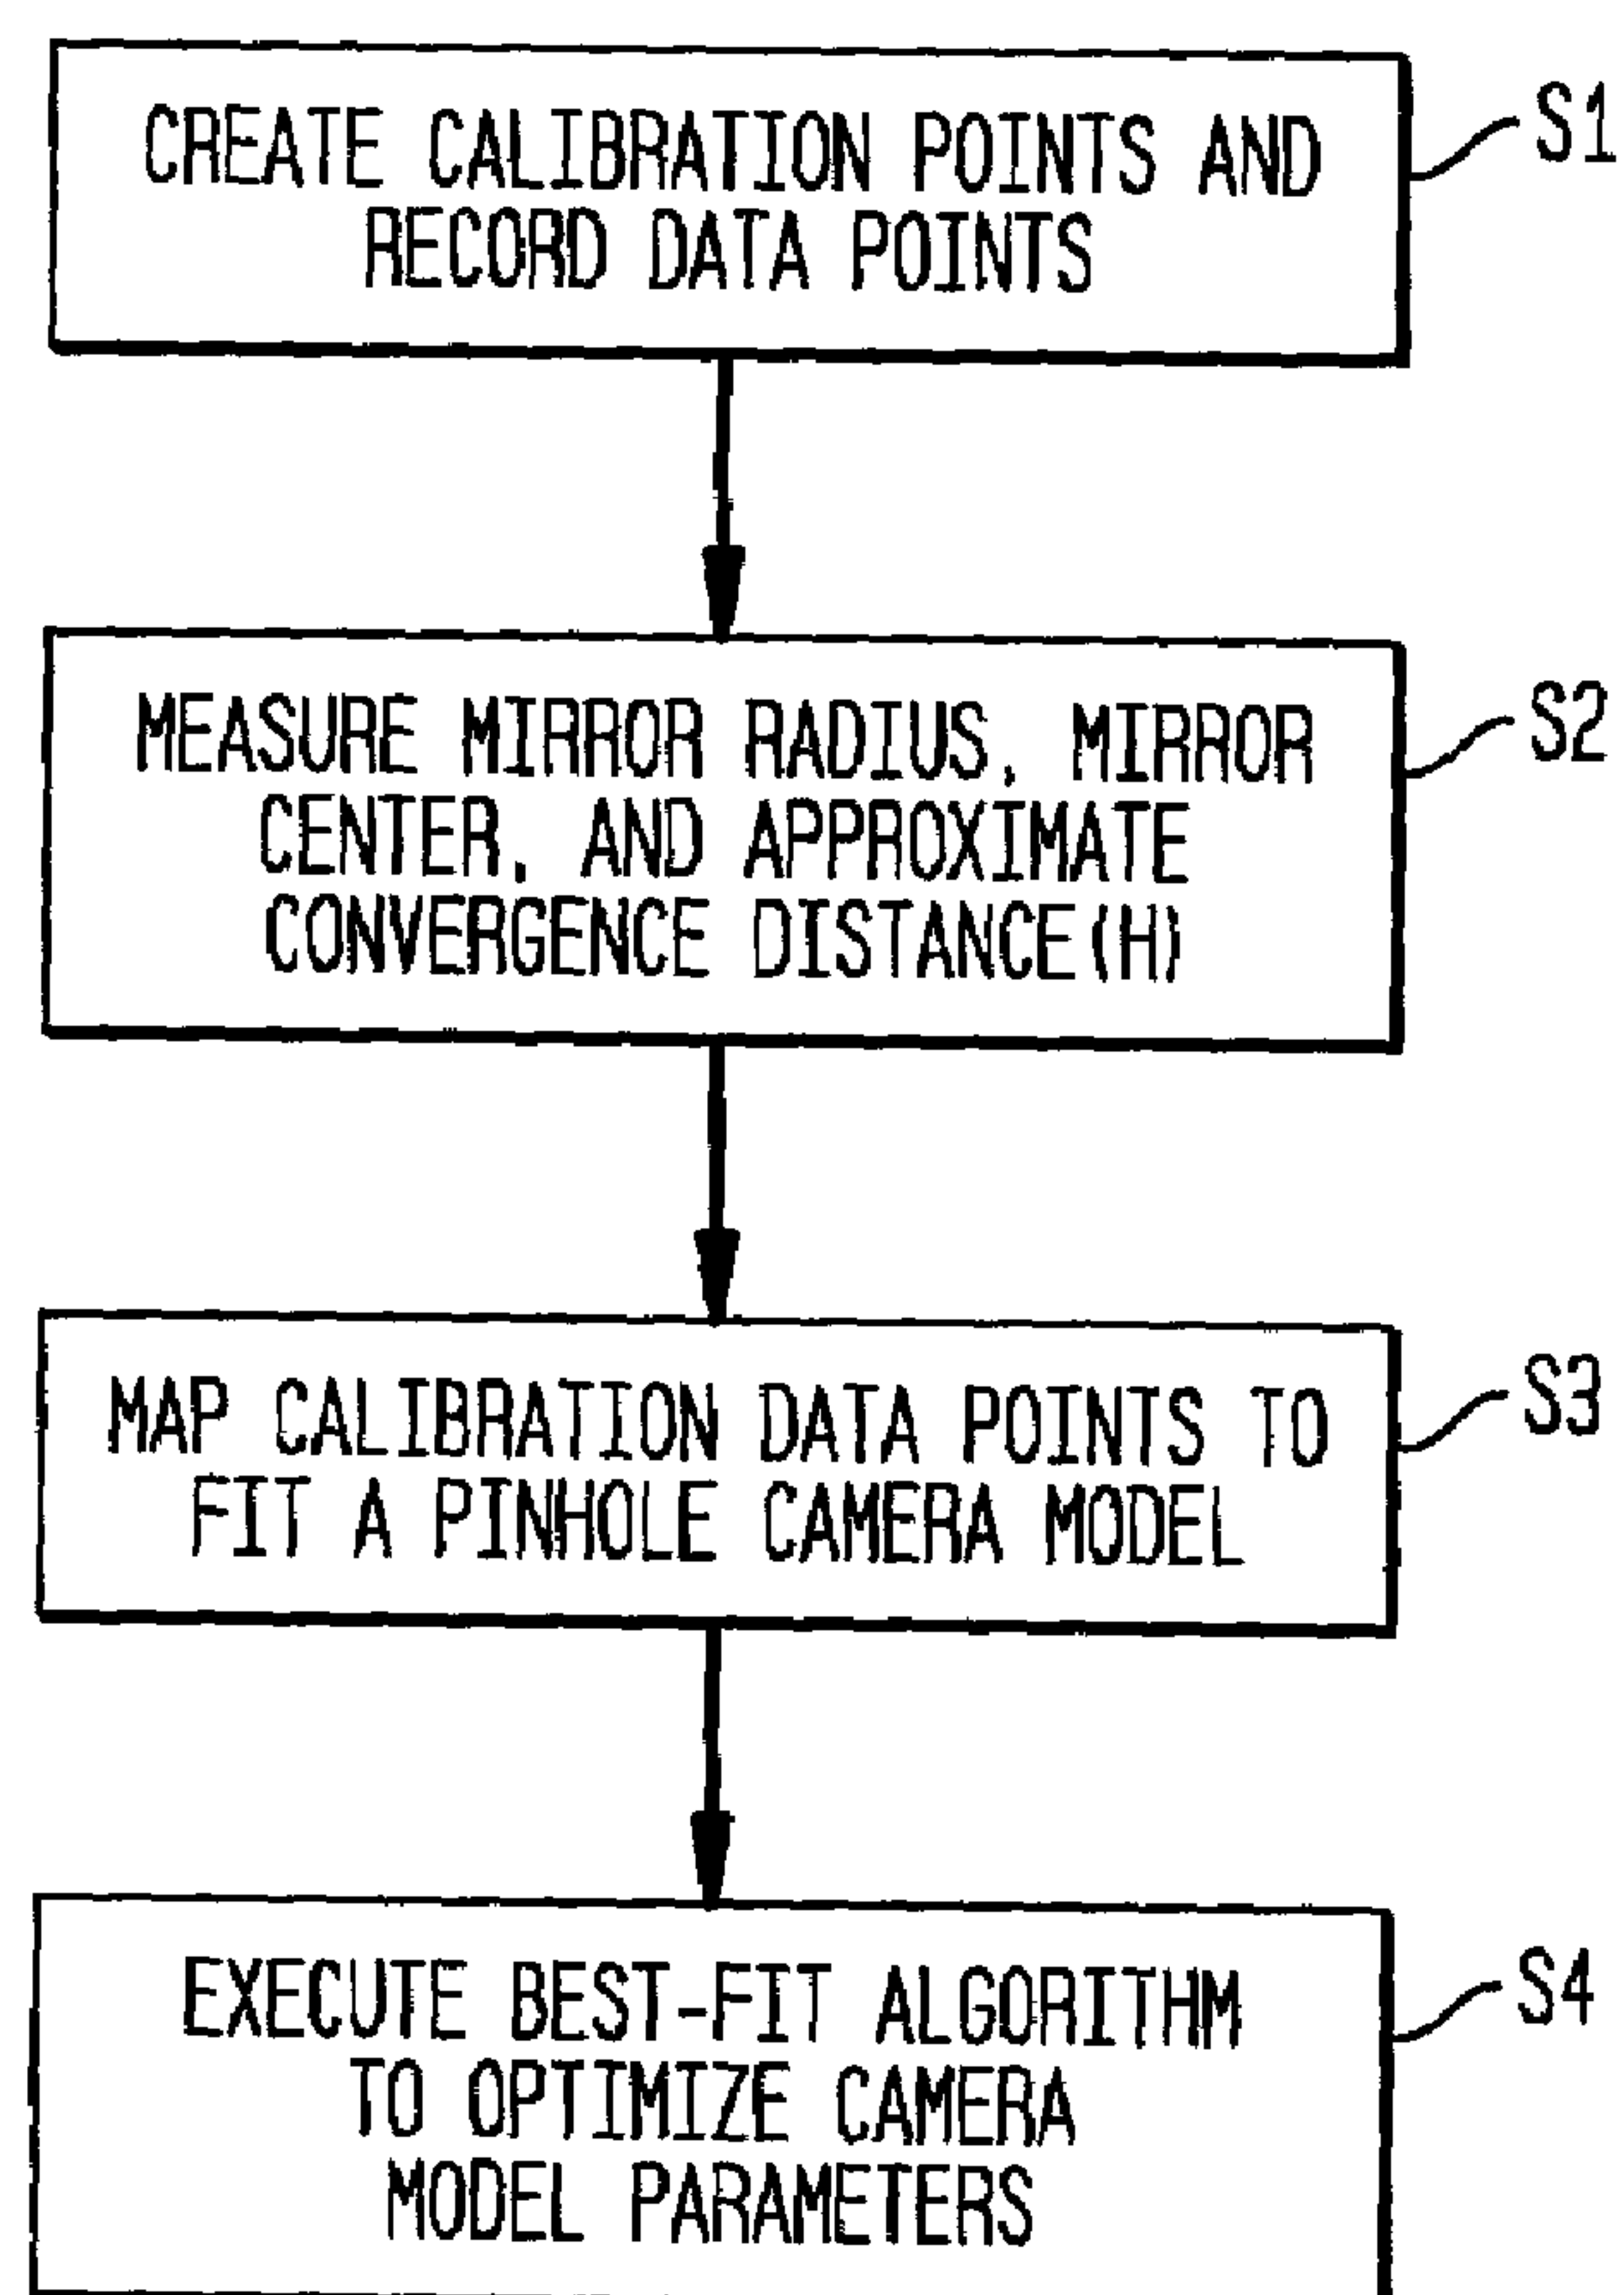 CREATE CALIBRATION POINTS AND
RECORD DATA POINTS
S1
MEASURE MIRROR RADIUS, MIRROR
CENTER, AND APPROXIMATE
CONVERGENCE DISTANCE(H)
S2
MAP CALIBRATION DATA POINTS TO
FIT A PINHOLE CAMERA MODEL
S3
EXECUTE BEST-FIT ALGORITHM
TO OPTIMIZE CAMERA
MODEL PARAMETERS
S4